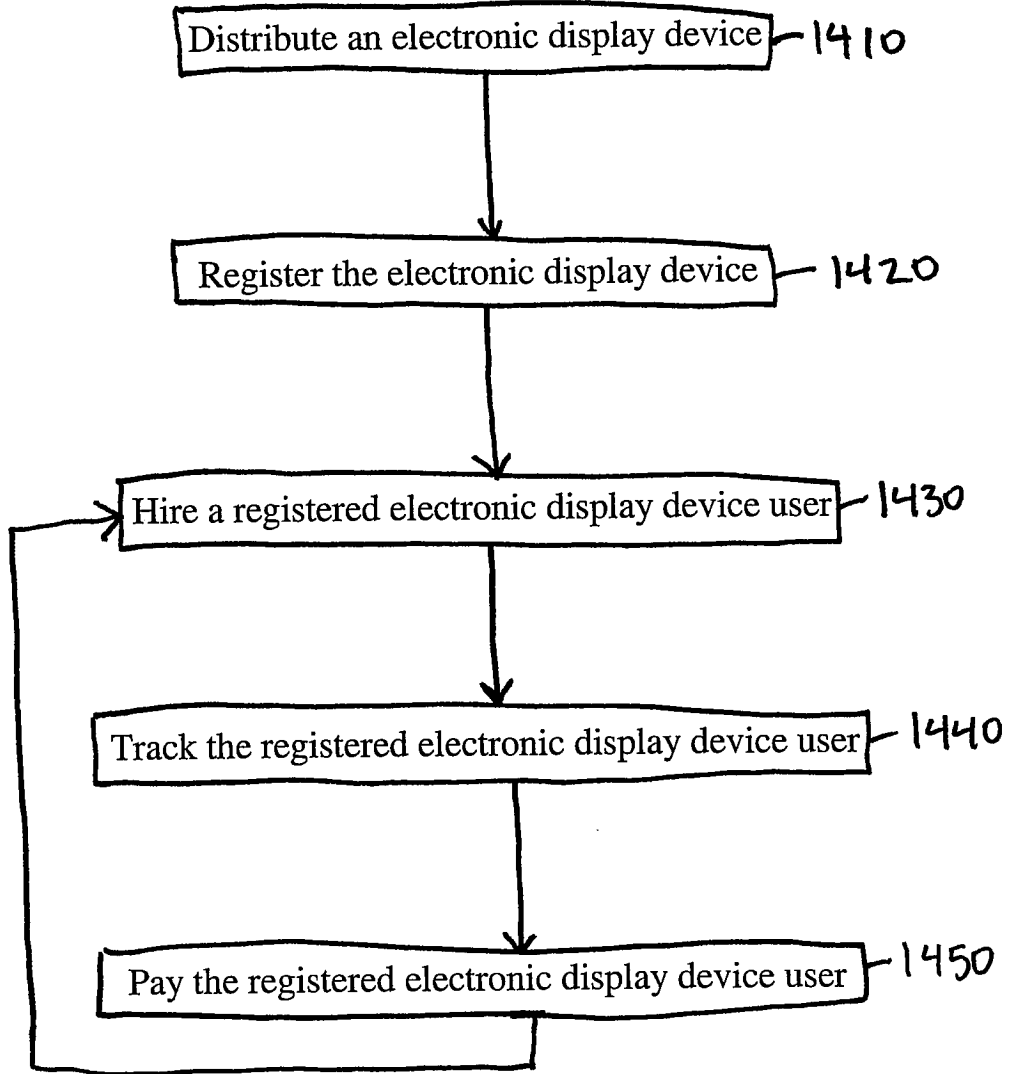 Distribute an electronic display device 1410
Register the electronic display device 1420
Hire a registered electronic display device user 1430
Track the registered electronic display device user 1440
Pay the registered electronic display device user 1450